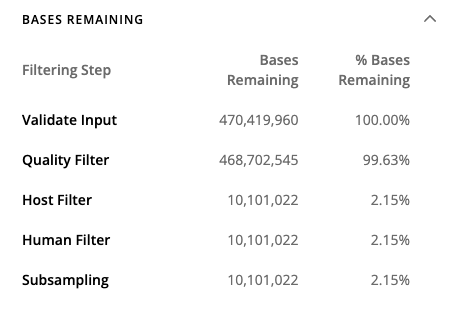 BASES REMAINING
Filtering Step Bases Remaining % Bases Remaining
Validate Input 470,419,960 100.00%
Quality Filter 468,702,545 99.63%
Host Filter 10,101,022 2.15%
Human Filter 10,101,022 2.15%
Subsampling 10,101,022 2.15%